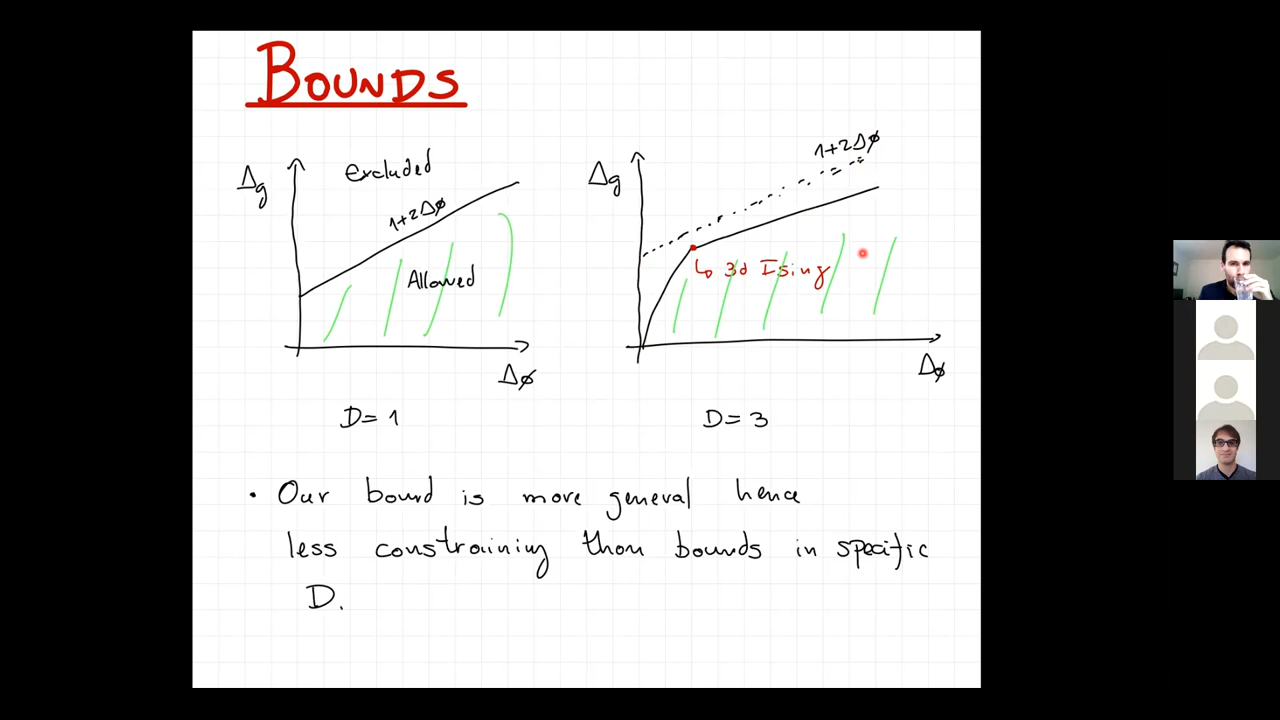 BOUNDS
Δg
Excluded
1+2Δφ
Allowed
Δφ
D= 1
Δg
1+2Δφ
↳ 3d Ising
Δφ
D= 3
• Our bound is more general hence
less constraining than bounds in specific
D.